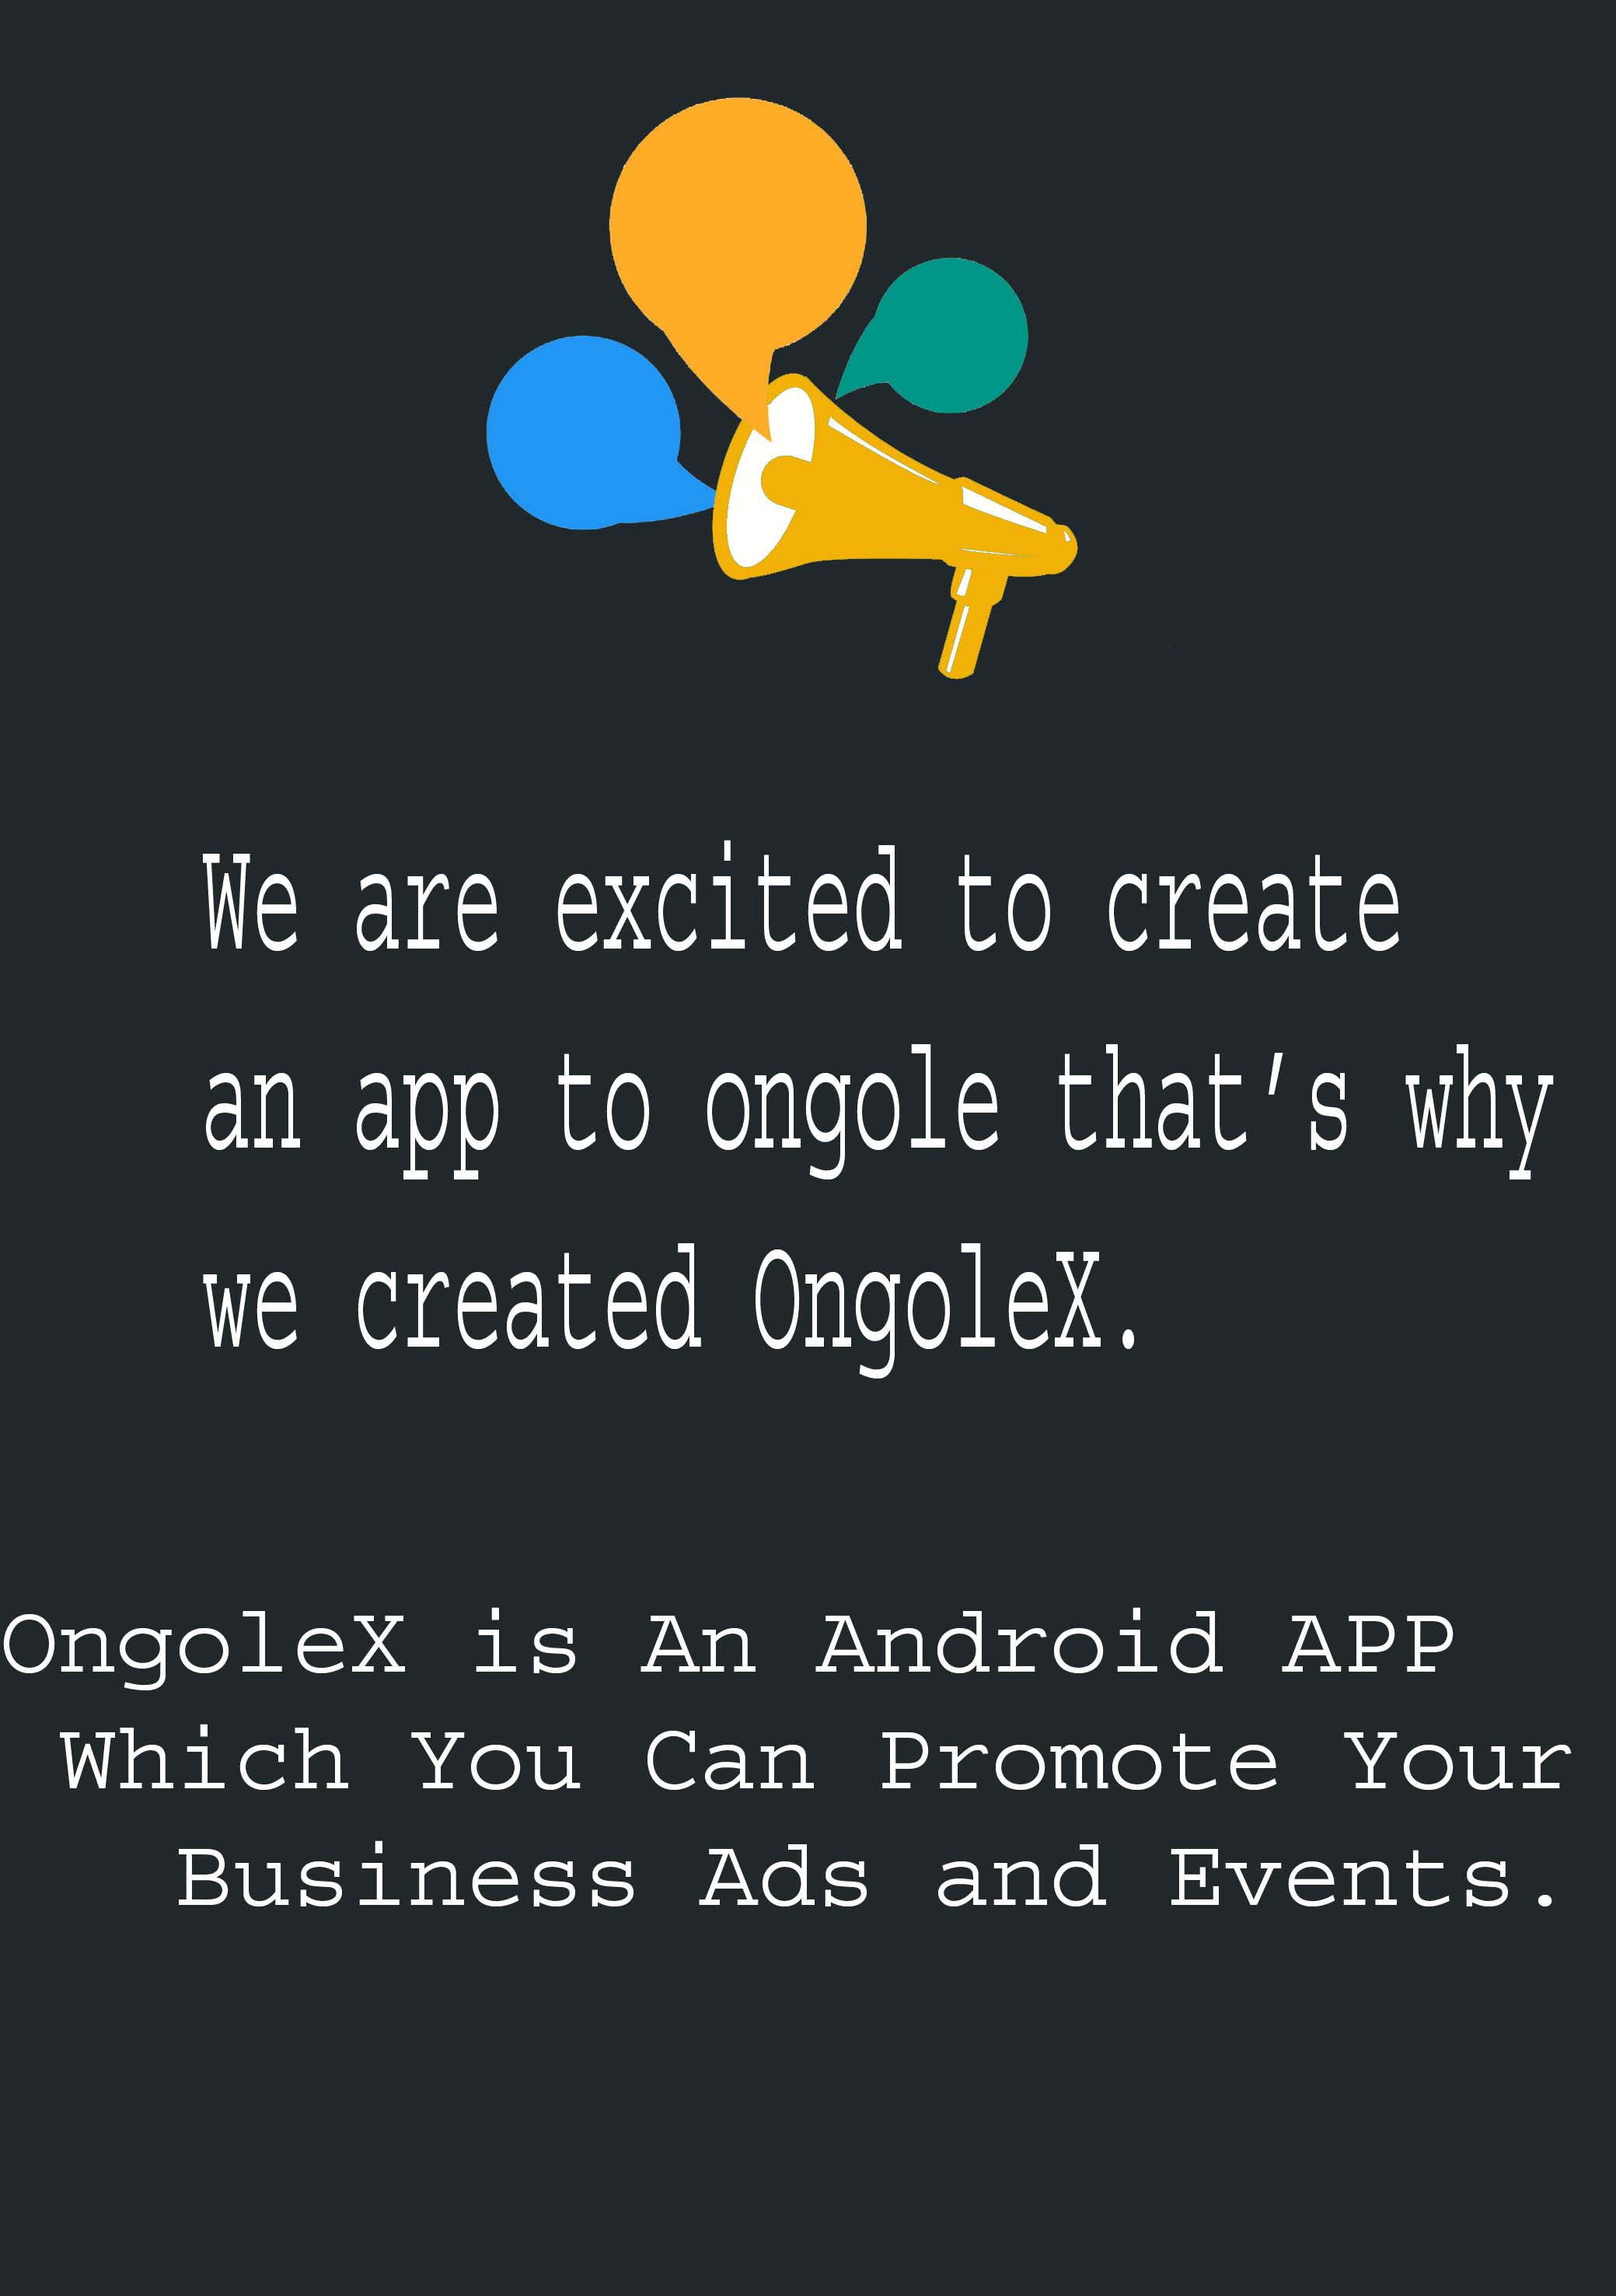 We are excited to create
an app to ongole that's why
we created OngoleX.
OngoleX is An Android APP
Which You Can Promote Your
Business Ads and Events.